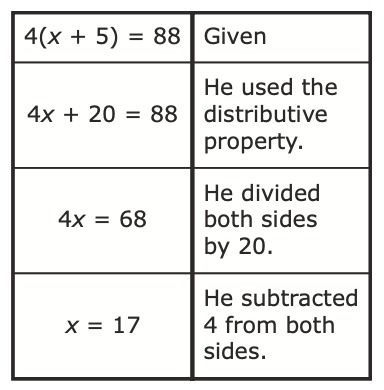 4(x + 5) = 88 Given
4x + 20 = 88
He used the
distributive
property.
4x = 68
He divided
both sides
by 20.
x = 17
He subtracted
4 from both
sides.